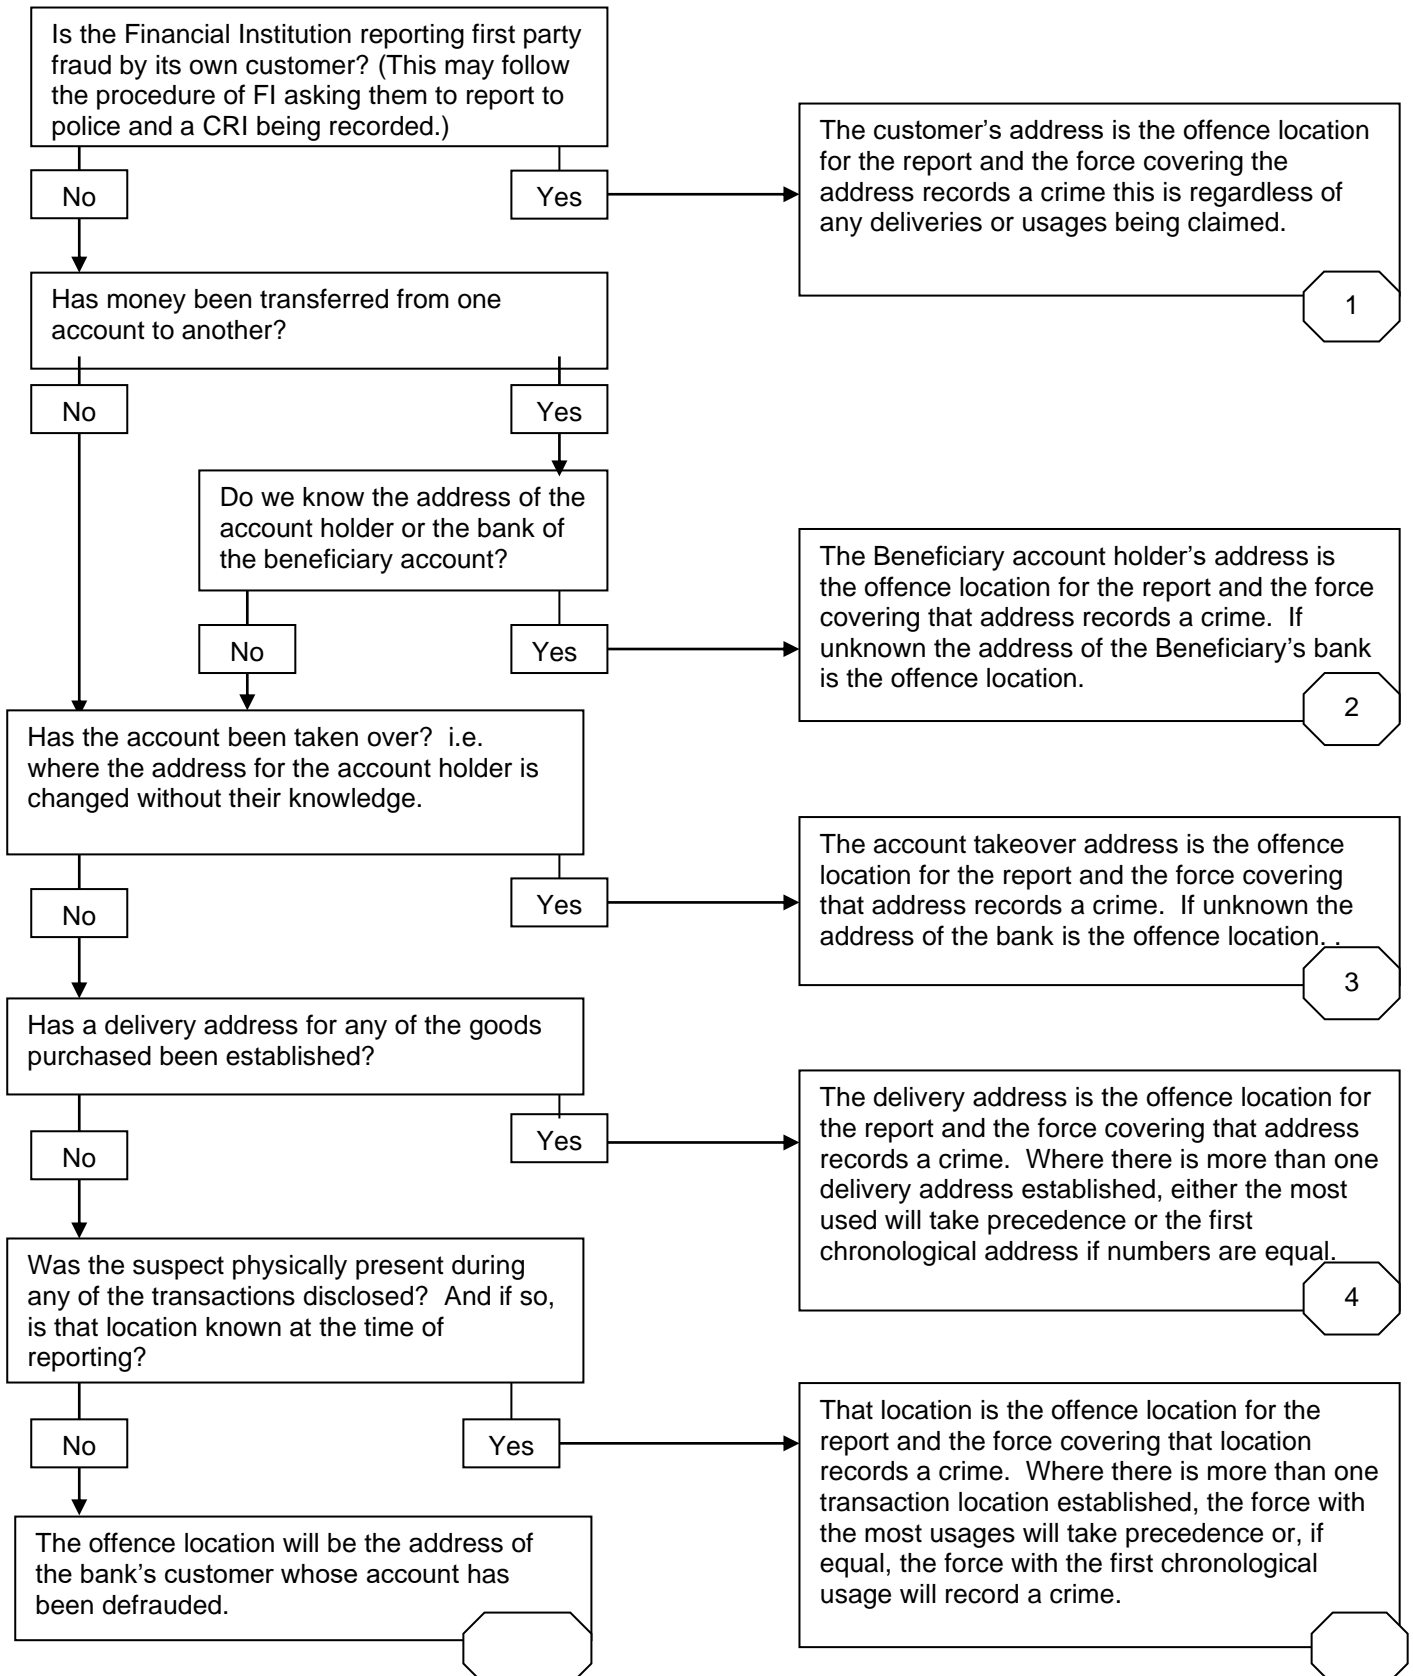 Is the Financial Institution reporting first party
fraud by its own customer? (This may follow
the procedure of FI asking them to report to
police and a CRI being recorded.)
No
Yes
The customer's address is the offence location
for the report and the force covering the
address records a crime this is regardless of
any deliveries or usages being claimed.
1
Has money been transferred from one
account to another?
No
Yes
Do we know the address of the
account holder or the bank of
the beneficiary account?
No
Yes
The Beneficiary account holder's address is
the offence location for the report and the force
covering that address records a crime.  If
unknown the address of the Beneficiary's bank
is the offence location.
2
Has the account been taken over?  i.e.
where the address for the account holder is
changed without their knowledge.
No
Yes
The account takeover address is the offence
location for the report and the force covering
that address records a crime.  If unknown the
address of the bank is the offence location. .
3
Has a delivery address for any of the goods
purchased been established?
No
Yes
The delivery address is the offence location for
the report and the force covering that address
records a crime.  Where there is more than one
delivery address established, either the most
used will take precedence or the first
chronological address if numbers are equal.
4
Was the suspect physically present during
any of the transactions disclosed?  And if so,
is that location known at the time of
reporting?
No
Yes
That location is the offence location for the
report and the force covering that location
records a crime.  Where there is more than one
transaction location established, the force with
the most usages will take precedence or, if
equal, the force with the first chronological
usage will record a crime.
The offence location will be the address of
the bank's customer whose account has
been defrauded.